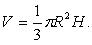 V = \frac{1}{3} \pi R^2 H.